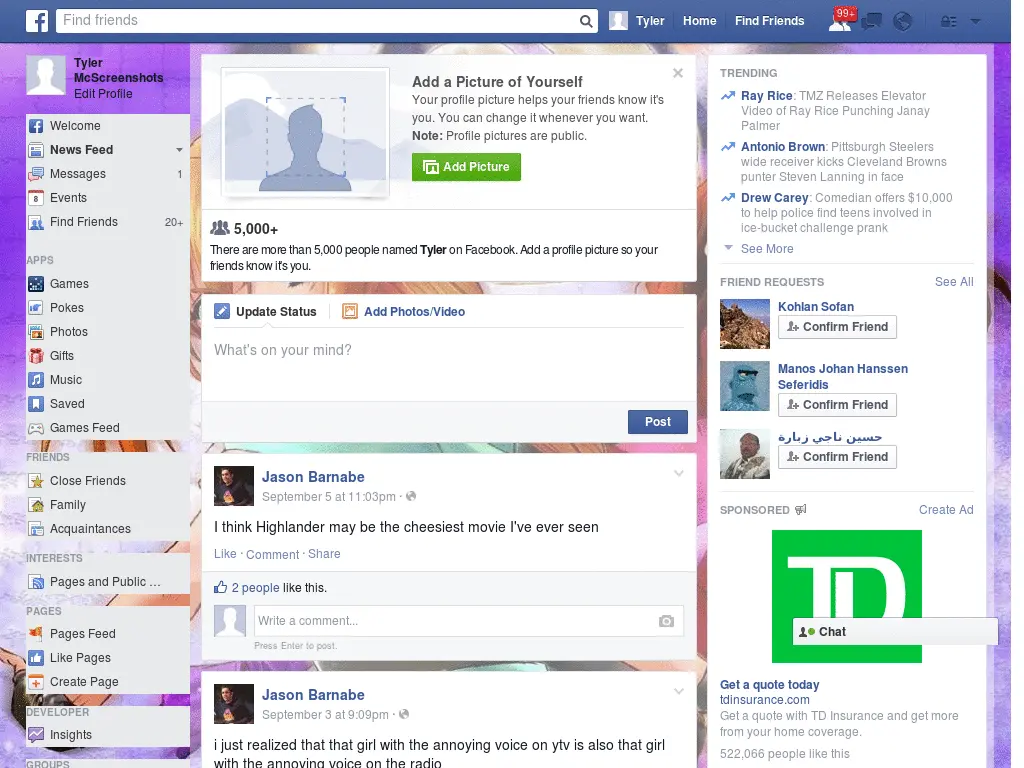 Find friends
Tyler
Home
Find Friends
99+
Tyler
McScreenshots
Edit Profile
Welcome
News Feed
Messages 1
8 Events
Find Friends 20+
APPS
Games
Pokes
Photos
Gifts
Music
Saved
Games Feed
FRIENDS
Close Friends
Family
Acquaintances
INTERESTS
Pages and Public ...
PAGES
Pages Feed
Like Pages
Create Page
DEVELOPER
Insights
GROUPS
Add a Picture of Yourself
Your profile picture helps your friends know it's
you. You can change it whenever you want.
Note: Profile pictures are public.
Add Picture
5,000+
There are more than 5,000 people named Tyler on Facebook. Add a profile picture so your
friends know it's you.
Update Status
Add Photos/Video
What's on your mind?
Post
Jason Barnabe
September 5 at 11:03pm ·
I think Highlander may be the cheesiest movie I've ever seen
Like · Comment · Share
2 people like this.
Write a comment...
Press Enter to post.
Jason Barnabe
September 3 at 9:09pm ·
i just realized that that girl with the annoying voice on ytv is also that girl
with the annoying voice on the radio
TRENDING
Ray Rice: TMZ Releases Elevator
Video of Ray Rice Punching Janay
Palmer
Antonio Brown: Pittsburgh Steelers
wide receiver kicks Cleveland Browns
punter Steven Lanning in face
Drew Carey: Comedian offers $10,000
to help police find teens involved in
ice-bucket challenge prank
See More
FRIEND REQUESTS See All
Kohlan Sofan
Confirm Friend
Manos Johan Hanssen
Seferidis
Confirm Friend
حسين ناجي زبارة
Confirm Friend
SPONSORED Create Ad
TD
Chat
Get a quote today
tdinsurance.com
Get a quote with TD Insurance and get more
from your home coverage.
522,066 people like this